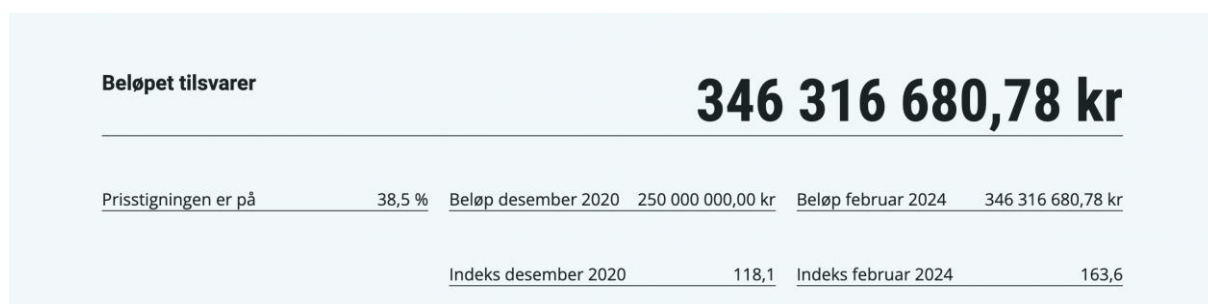 Beløpet tilsvarer 346 316 680,78 kr
Prisstigningen er på 38,5 % Beløp desember 2020 250 000 000,00 kr Beløp februar 2024 346 316 680,78 kr
Indeks desember 2020 118,1 Indeks februar 2024 163,6